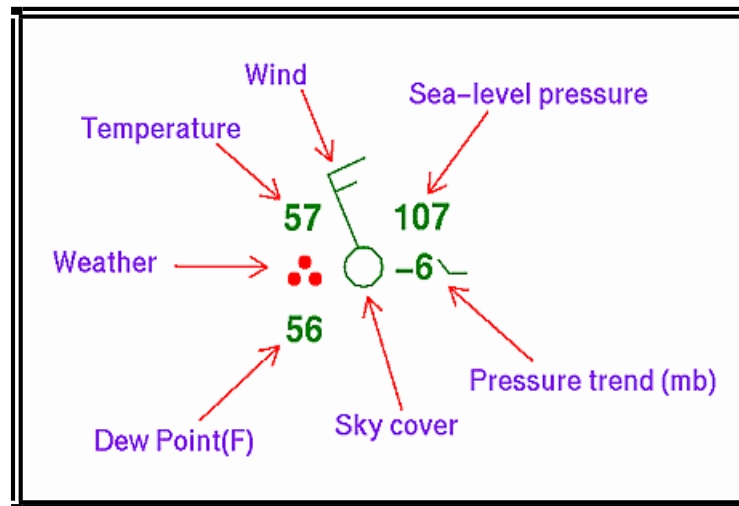 Wind
Sea-level pressure
Temperature
57
107
Weather
-6
56
Pressure trend (mb)
Sky cover
Dew Point(F)